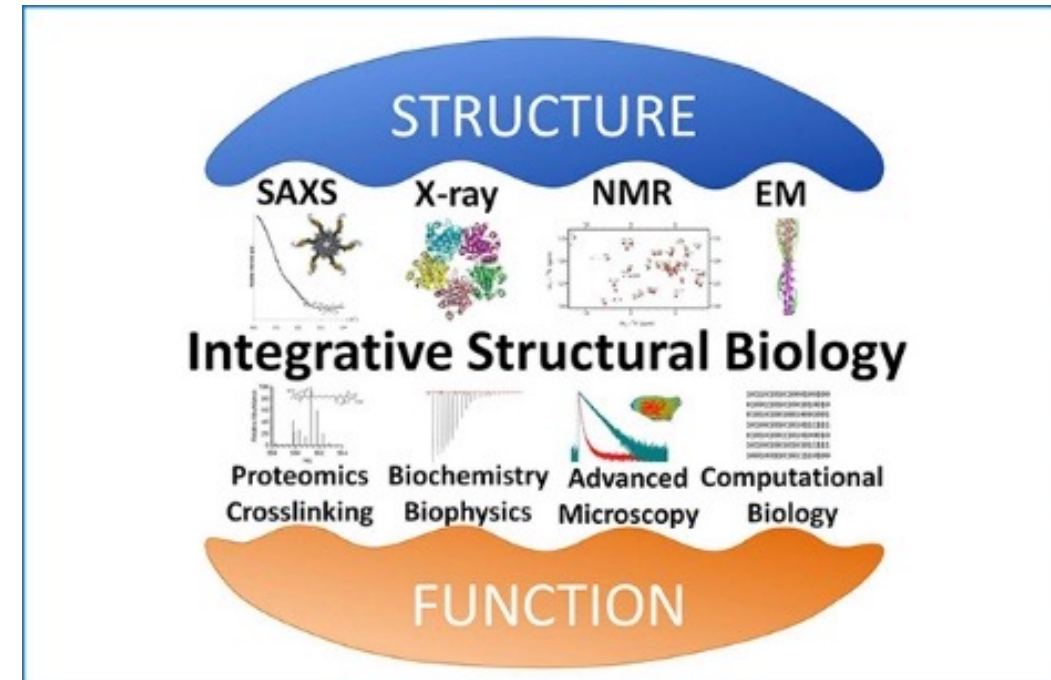 STRUCTURE
SAXS X-ray NMR EM
Integrative Structural Biology
Proteomics Biochemistry Advanced Computational
Crosslinking Biophysics Microscopy Biology
FUNCTION